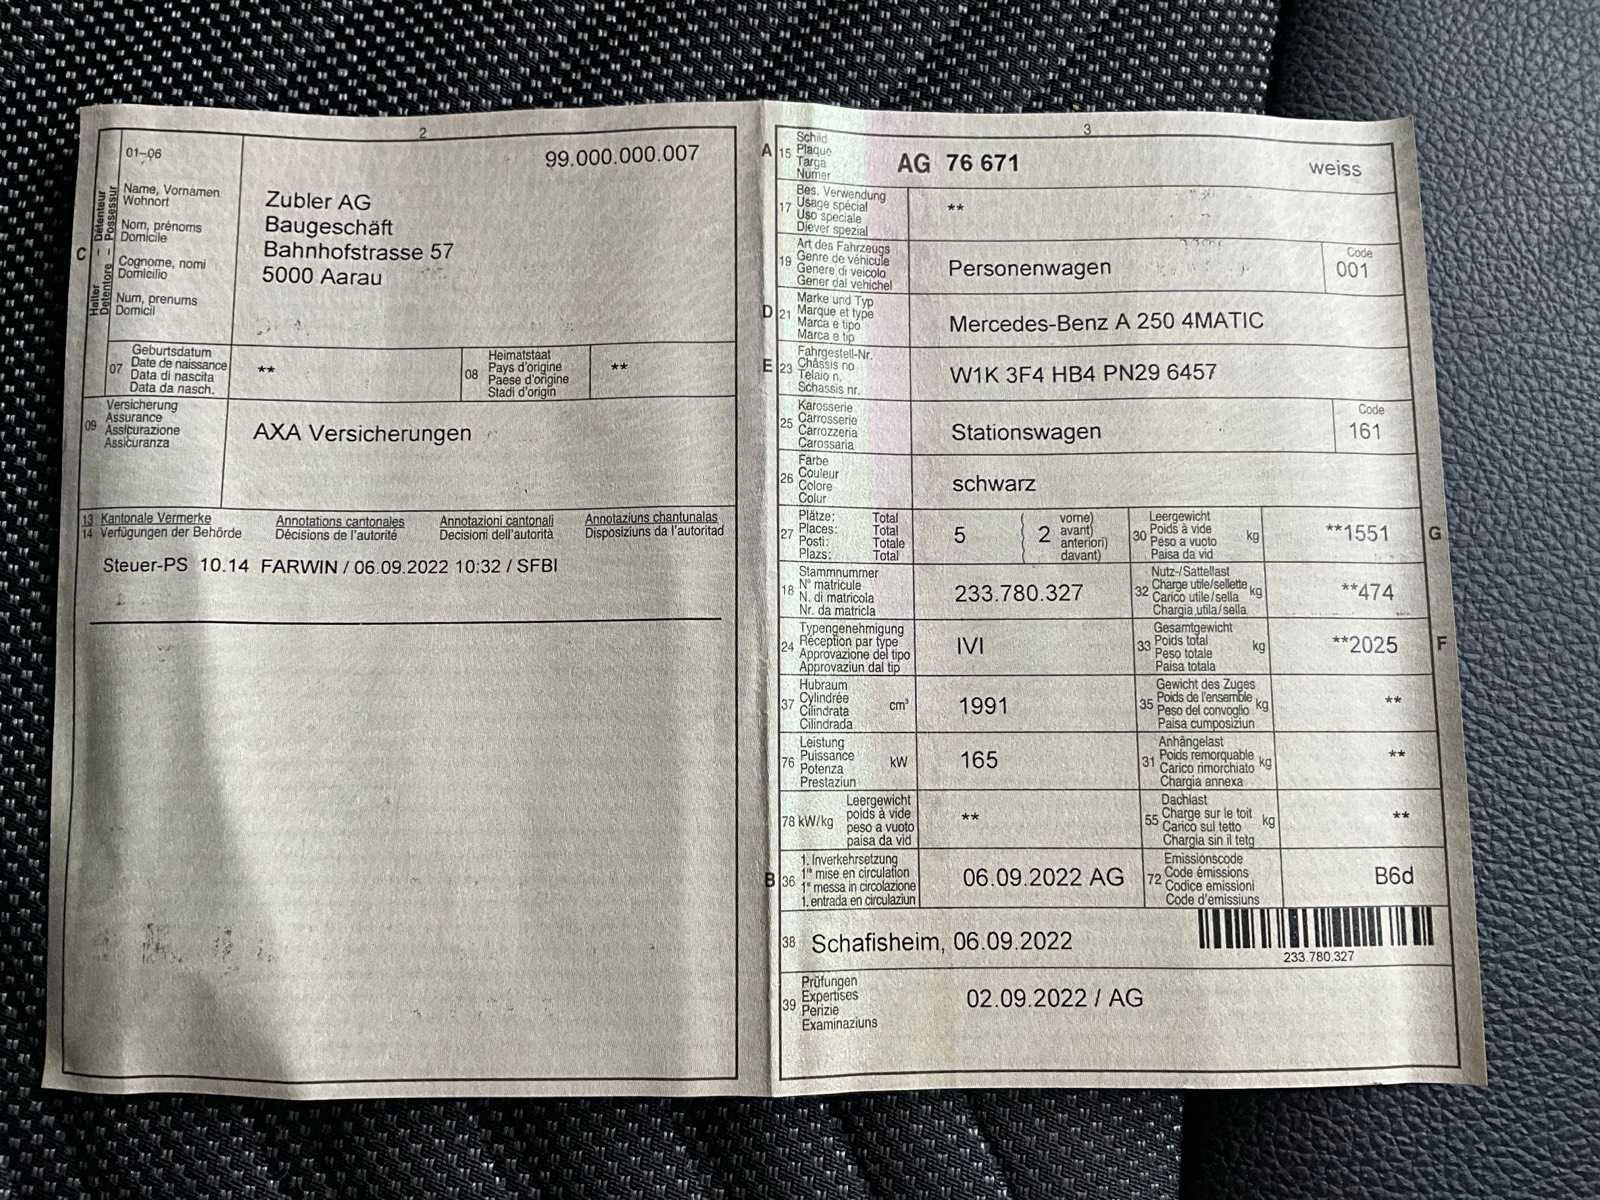 2
01–06
99.000.000.007
C
Halter – Détenteur
Detentore – Possessur
Name, Vornamen
Wohnort
Nom, prénoms
Domicile
Cognome, nomi
Domicilio
Num, prenums
Domicil
Zubler AG
Baugeschäft
Bahnhofstrasse 57
5000 Aarau
07
Geburtsdatum
Date de naissance
Data di nascita
Data da nasch.
**
08
Heimatstaat
Pays d'origine
Paese d'origine
Stadi d'origin
**
09
Versicherung
Assurance
Assicurazione
Assicuranza
AXA Versicherungen
13 Kantonale Vermerke
14 Verfügungen der Behörde
Annotations cantonales
Décisions de l'autorité
Annotazioni cantonali
Decisioni dell'autorità
Annotaziuns chantunalas
Disposiziuns da l'autoritad
Steuer-PS 10.14 FARWIN / 06.09.2022 10:32 / SFBI
3
A
15
Schild
Plaque
Targa
Numer
AG 76 671
weiss
17
Bes. Verwendung
Usage spécial
Uso speciale
Diever spezial
**
19
Art des Fahrzeugs
Genre de véhicule
Genere di veicolo
Gener dal vehichel
Personenwagen
Code
001
D
21
Marke und Typ
Marque et type
Marca e tipo
Marca e tip
Mercedes-Benz A 250 4MATIC
E
23
Fahrgestell-Nr.
Châssis no
Telaio n.
Schassis nr.
W1K 3F4 HB4 PN29 6457
25
Karosserie
Carrosserie
Carrozzeria
Carossaria
Stationswagen
Code
161
26
Farbe
Couleur
Colore
Colur
schwarz
27
Plätze: Total
Places: Total
Posti: Totale
Plazs: Total
5
2
vorne)
avant)
anteriori)
davant)
30
Leergewicht
Poids à vide
Peso a vuoto
Paisa da vid
kg
**1551
G
18
Stammnummer
N° matricule
N. di matricola
Nr. da matricla
233.780.327
32
Nutz-/Sattellast
Charge utile/sellette
Carico utile/sella
Chargia utila/sella
kg
**474
24
Typengenehmigung
Réception par type
Approvazione del tipo
Approvaziun dal tip
IVI
33
Gesamtgewicht
Poids total
Peso totale
Paisa totala
kg
**2025
F
37
Hubraum
Cylindrée
Cilindrata
Cilindrada
cm³
1991
35
Gewicht des Zuges
Poids de l'ensemble
Peso del convoglio
Paisa cumposiziun
kg
**
76
Leistung
Puissance
Potenza
Prestaziun
kW
165
31
Anhängelast
Poids remorquable
Carico rimorchiato
Chargia annexa
kg
**
78 kW/kg
Leergewicht
poids à vide
peso a vuoto
paisa da vid
**
55
Dachlast
Charge sur le toit
Carico sul tetto
Chargia sin il tetg
kg
**
B
36
1. Inverkehrsetzung
1re mise en circulation
1a messa in circolazione
1. entrada en circulaziun
06.09.2022 AG
72
Emissionscode
Code émissions
Codice emissioni
Code d'emissiuns
B6d
38
Schafisheim, 06.09.2022
233.780.327
39
Prüfungen
Expertises
Perizie
Examinaziuns
02.09.2022 / AG